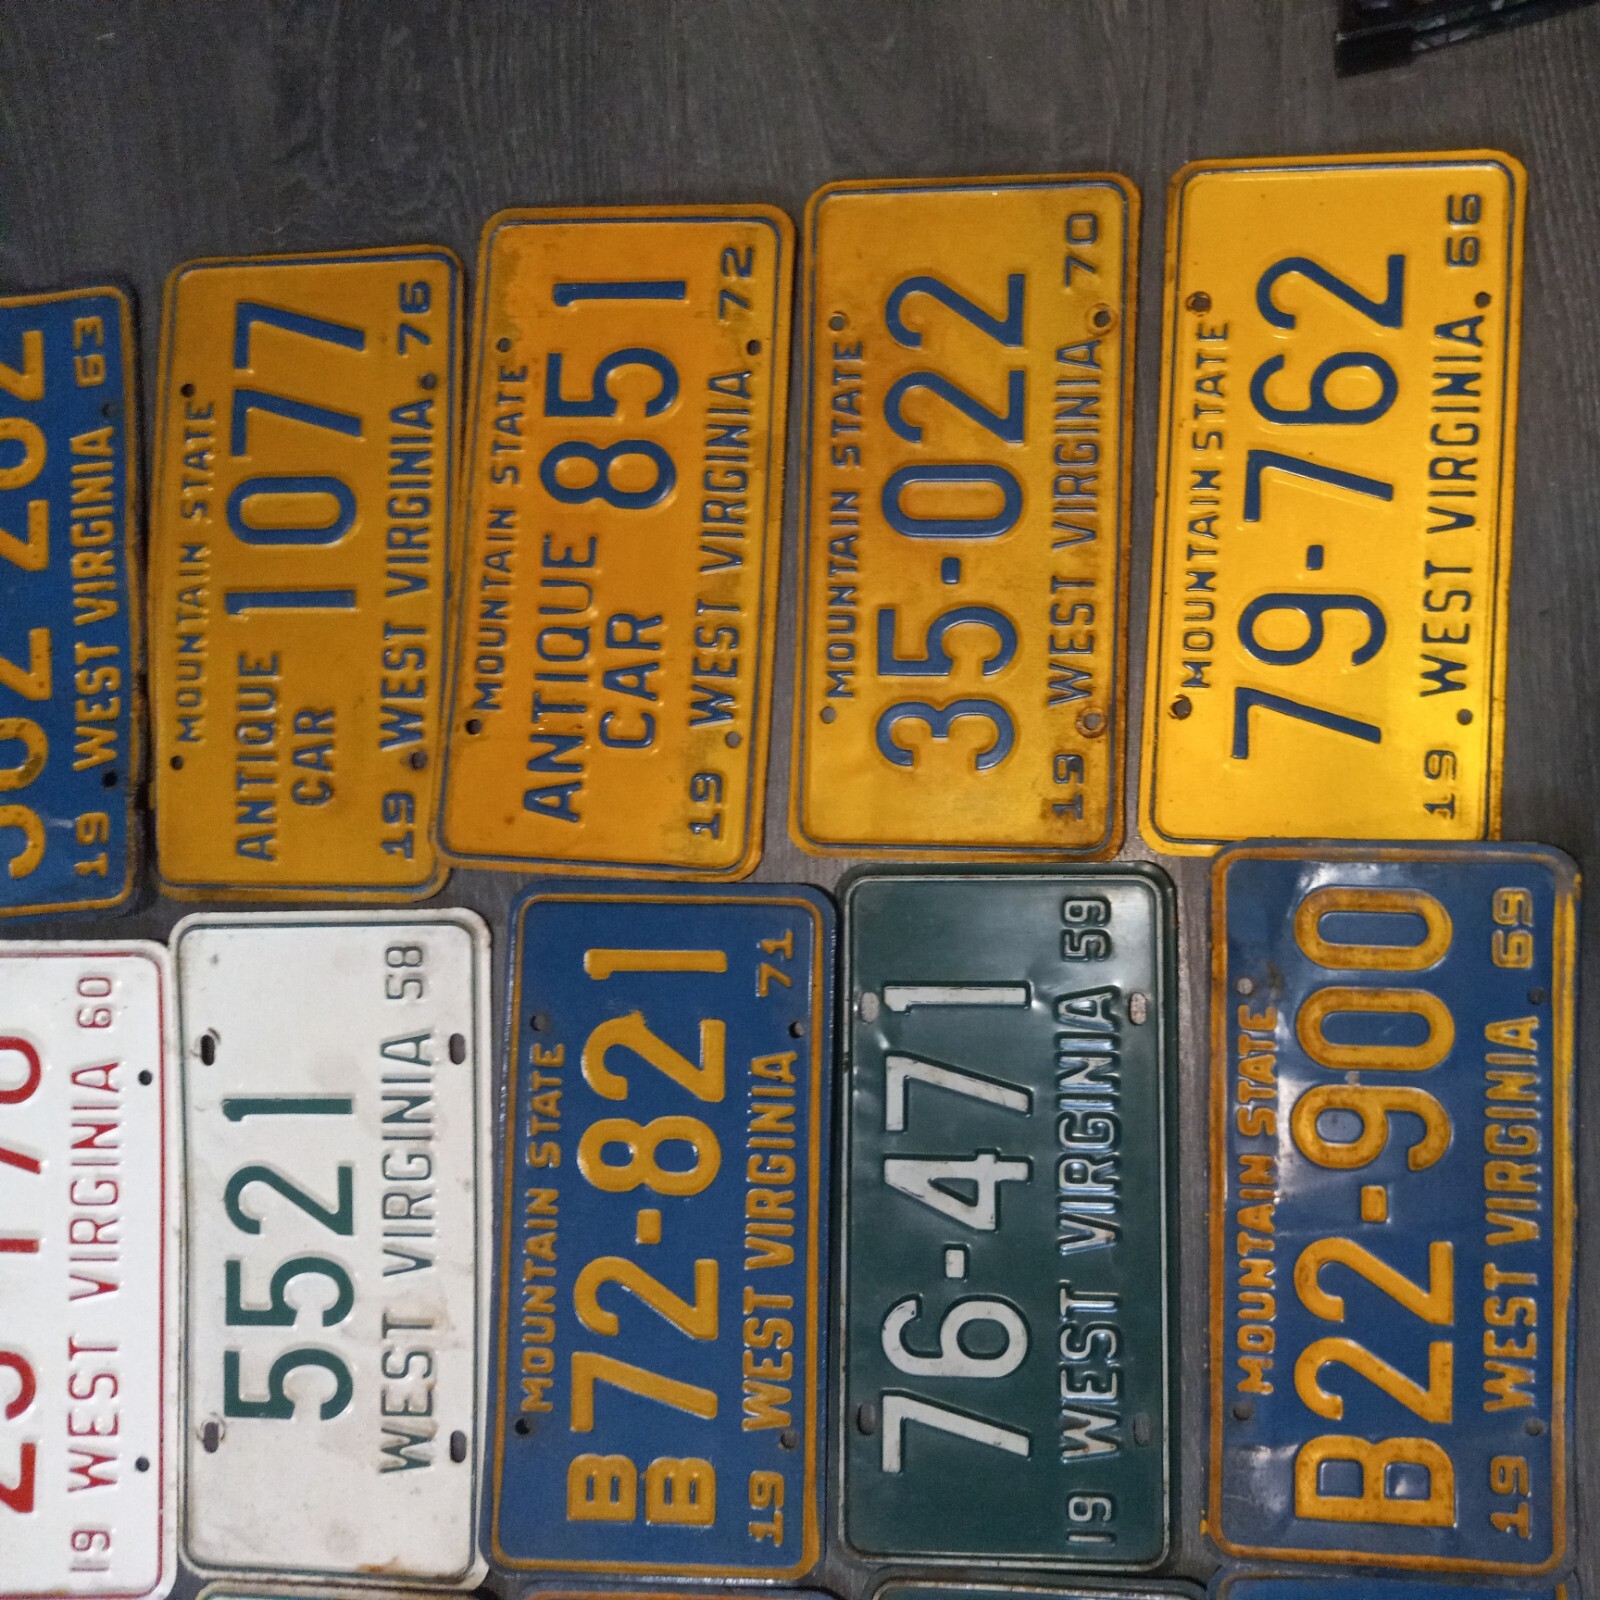 19 WEST VIRGINIA 63
MOUNTAIN STATE
ANTIQUE
CAR
1077
19 WEST VIRGINIA 76
MOUNTAIN STATE
ANTIQUE
CAR
851
19 WEST VIRGINIA 72
MOUNTAIN STATE
35-022
19 WEST VIRGINIA 70
MOUNTAIN STATE
79-762
19 WEST VIRGINIA 66
19 WEST VIRGINIA 60
5521
WEST VIRGINIA 58
MOUNTAIN STATE
BB 72-821
19 WEST VIRGINIA 71
76-471
19 WEST VIRGINIA 59
MOUNTAIN STATE
B22-900
19 WEST VIRGINIA 69